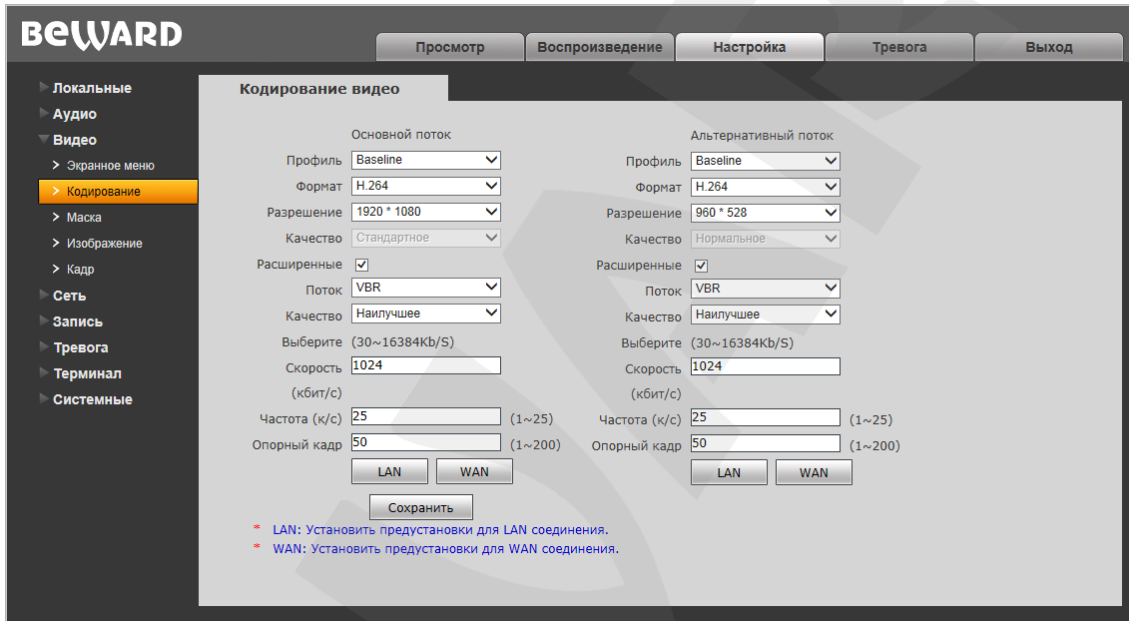 BEWARD
Просмотр
Воспроизведение
Настройка
Тревога
Выход
Локальные
Аудио
Видео
> Экранное меню
> Кодирование
> Маска
> Изображение
> Кадр
Сеть
Запись
Тревога
Терминал
Системные
Кодирование видео
Основной поток
Профиль Baseline
Формат H.264
Разрешение 1920 * 1080
Качество Стандартное
Расширенные
Поток VBR
Качество Наилучшее
Выберите (30~16384Kb/S)
Скорость 1024
(кбит/с)
Частота (к/с) 25 (1~25)
Опорный кадр 50 (1~200)
LAN WAN
Альтернативный поток
Профиль Baseline
Формат H.264
Разрешение 960 * 528
Качество Нормальное
Расширенные
Поток VBR
Качество Наилучшее
Выберите (30~16384Kb/S)
Скорость 1024
(кбит/с)
Частота (к/с) 25 (1~25)
Опорный кадр 50 (1~200)
LAN WAN
Сохранить
* LAN: Установить предустановки для LAN соединения.
* WAN: Установить предустановки для WAN соединения.